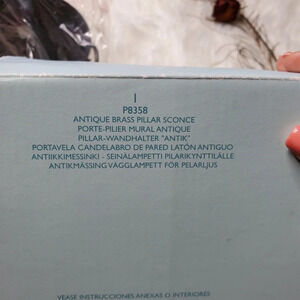 1
P8358
ANTIQUE BRASS PILLAR SCONCE
PORTE-PILIER MURAL ANTIQUE
PILLAR-WANDHALTER "ANTIK"
PORTAVELA CANDELABRO DE PARED LATÓN ANTIGUO
ANTIIKKIMESSINKI - SEINÄLAMPETTI PILARIKYNTTILÄLLE
ANTIKMÄSSING VÄGGLAMPETT FÖR PELARLJUS
VEASE INSTRUCCIONES ANEXAS O INTERIORES